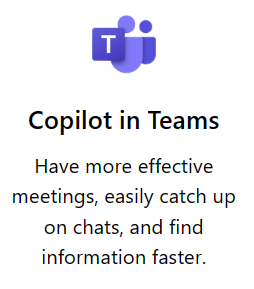 T
Copilot in Teams
Have more effective
meetings, easily catch up
on chats, and find
information faster.